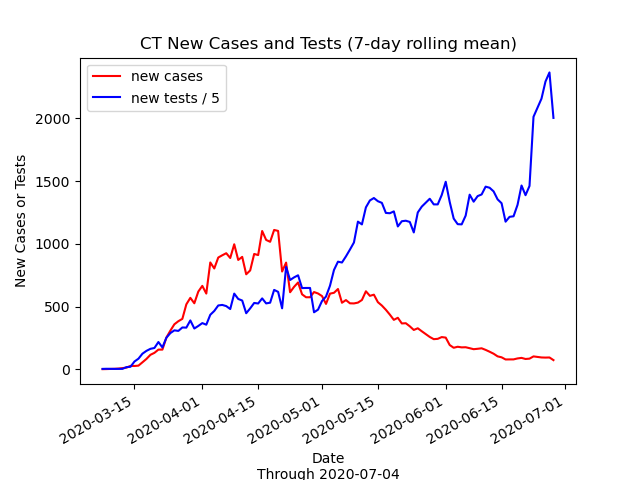 CT New Cases and Tests (7-day rolling mean)
new cases
new tests / 5
New Cases or Tests
2000
1500
1000
500
0
2020-03-15
2020-04-01
2020-04-15
2020-05-01
2020-05-15
2020-06-01
2020-06-15
2020-07-01
Date
Through 2020-07-04